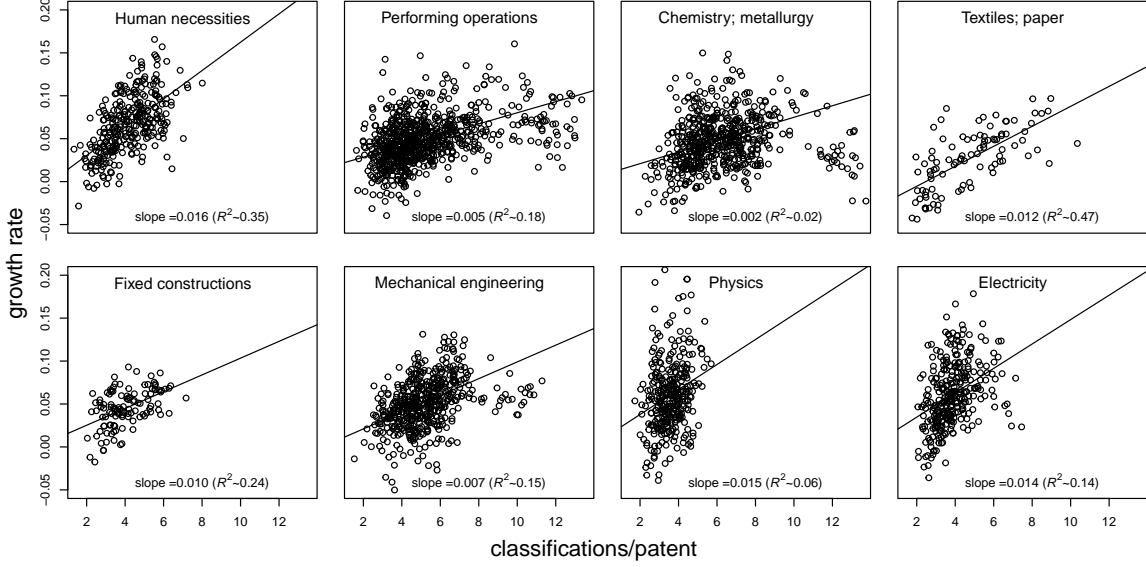 Human necessities
Performing operations
Chemistry; metallurgy
Textiles; paper
0.20
0.15
0.10
0.05
0.00
−0.05
slope =0.016 (R²~0.35)
slope =0.005 (R²~0.18)
slope =0.002 (R²~0.02)
slope =0.012 (R²~0.47)
growth rate
Fixed constructions
Mechanical engineering
Physics
Electricity
0.20
0.15
0.10
0.05
0.00
−0.05
slope =0.010 (R²~0.24)
slope =0.007 (R²~0.15)
slope =0.015 (R²~0.06)
slope =0.014 (R²~0.14)
2 4 6 8 10 12
2 4 6 8 10 12
2 4 6 8 10 12
2 4 6 8 10 12
classifications/patent